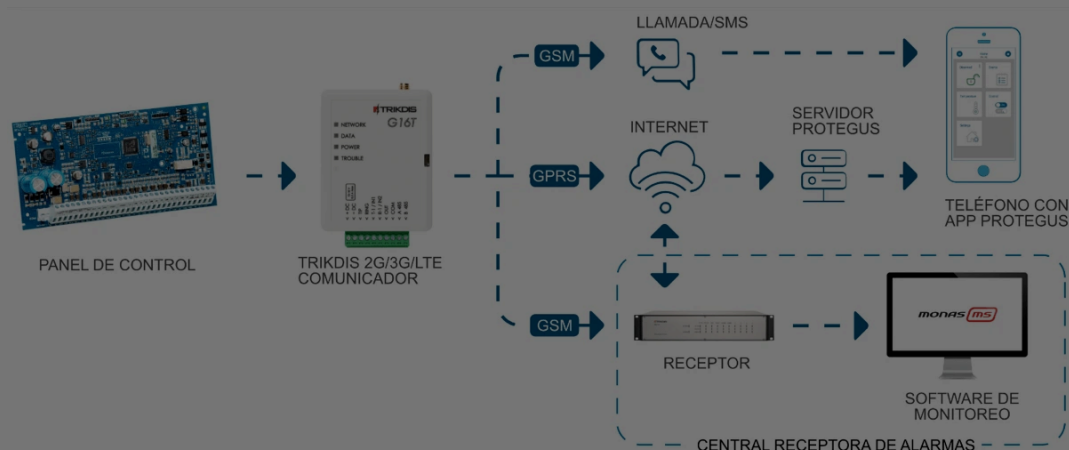 LLAMADA/SMS
GSM
TRIKDIS
G16T
NETWORK
DATA
POWER
TROUBLE
INTERNET
SERVIDOR
PROTEGUS
GPRS
TELÉFONO CON
APP PROTEGUS
PANEL DE CONTROL
TRIKDIS 2G/3G/LTE
COMUNICADOR
GSM
MONAS MS
RECEPTOR
SOFTWARE DE
MONITOREO
CENTRAL RECEPTORA DE ALARMAS